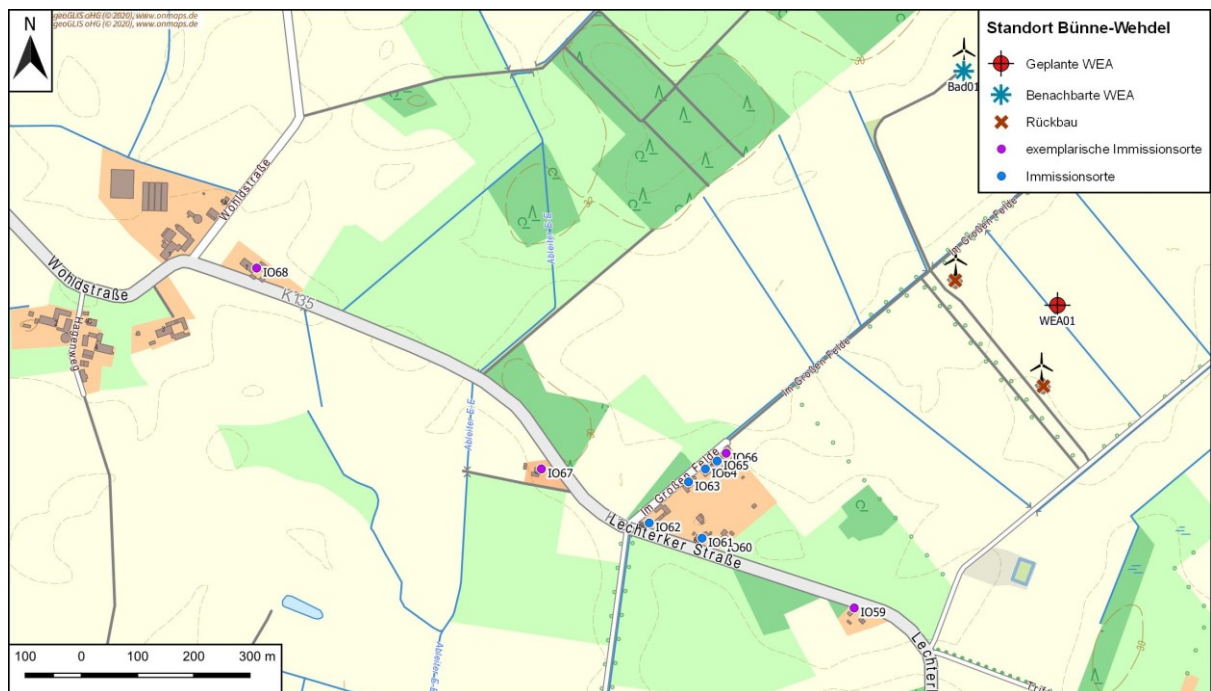 geoGLIS oHG (© 2020), www.onmaps.de
geoGLIS oHG (© 2020), www.onmaps.de
N
Standort Bünne-Wehdel
Geplante WEA
Benachbarte WEA
Rückbau
exemplarische Immissionsorte
Immissionsorte
Bad01
Wohldstraße
Im Großen Felde
Ableiter E-E
IO68
Wohldstraße
K 135
WEA01
Hagenweg
Im Großen Felde
Ableiter E-E
IO66
IO65
IO64
IO67
Im Großen Felde
IO63
IO62
IO61
IO60
Lechterker Straße
IO59
Lechter
Ableiter E-E
100 0 100 200 300 m